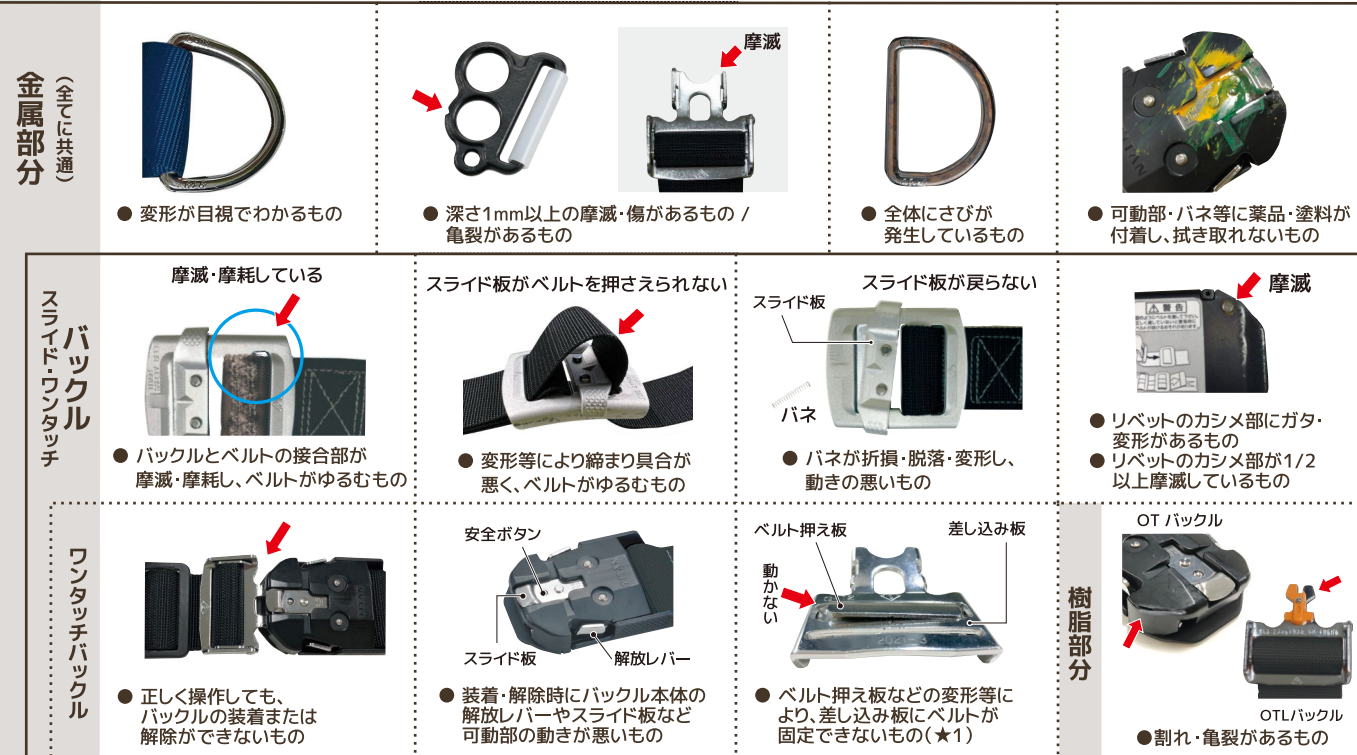 金属部分
(全てに共通)
摩滅
● 変形が目視でわかるもの
● 深さ1mm以上の摩滅・傷があるもの /
亀裂があるもの
● 全体にさびが
発生しているもの
● 可動部・バネ等に薬品・塗料が
付着し、拭き取れないもの
バックル
スライド・ワンタッチ
摩滅・摩耗している
● バックルとベルトの接合部が
摩滅・摩耗し、ベルトがゆるむもの
スライド板がベルトを押さえられない
● 変形等により締まり具合が
悪く、ベルトがゆるむもの
スライド板が戻らない
スライド板
バネ
● バネが折損・脱落・変形し、
動きの悪いもの
摩滅
警告
● リベットのカシメ部にガタ・
変形があるもの
● リベットのカシメ部が1/2
以上摩滅しているもの
ワンタッチバックル
● 正しく操作しても、
バックルの装着または
解除ができないもの
安全ボタン
スライド板
解放レバー
● 装着・解除時にバックル本体の
解放レバーやスライド板など
可動部の動きが悪いもの
ベルト押え板
差し込み板
動かない
● ベルト押え板などの変形等に
より、差し込み板にベルトが
固定できないもの(★1)
樹脂部分
OT バックル
OTLバックル
●割れ・亀裂があるもの